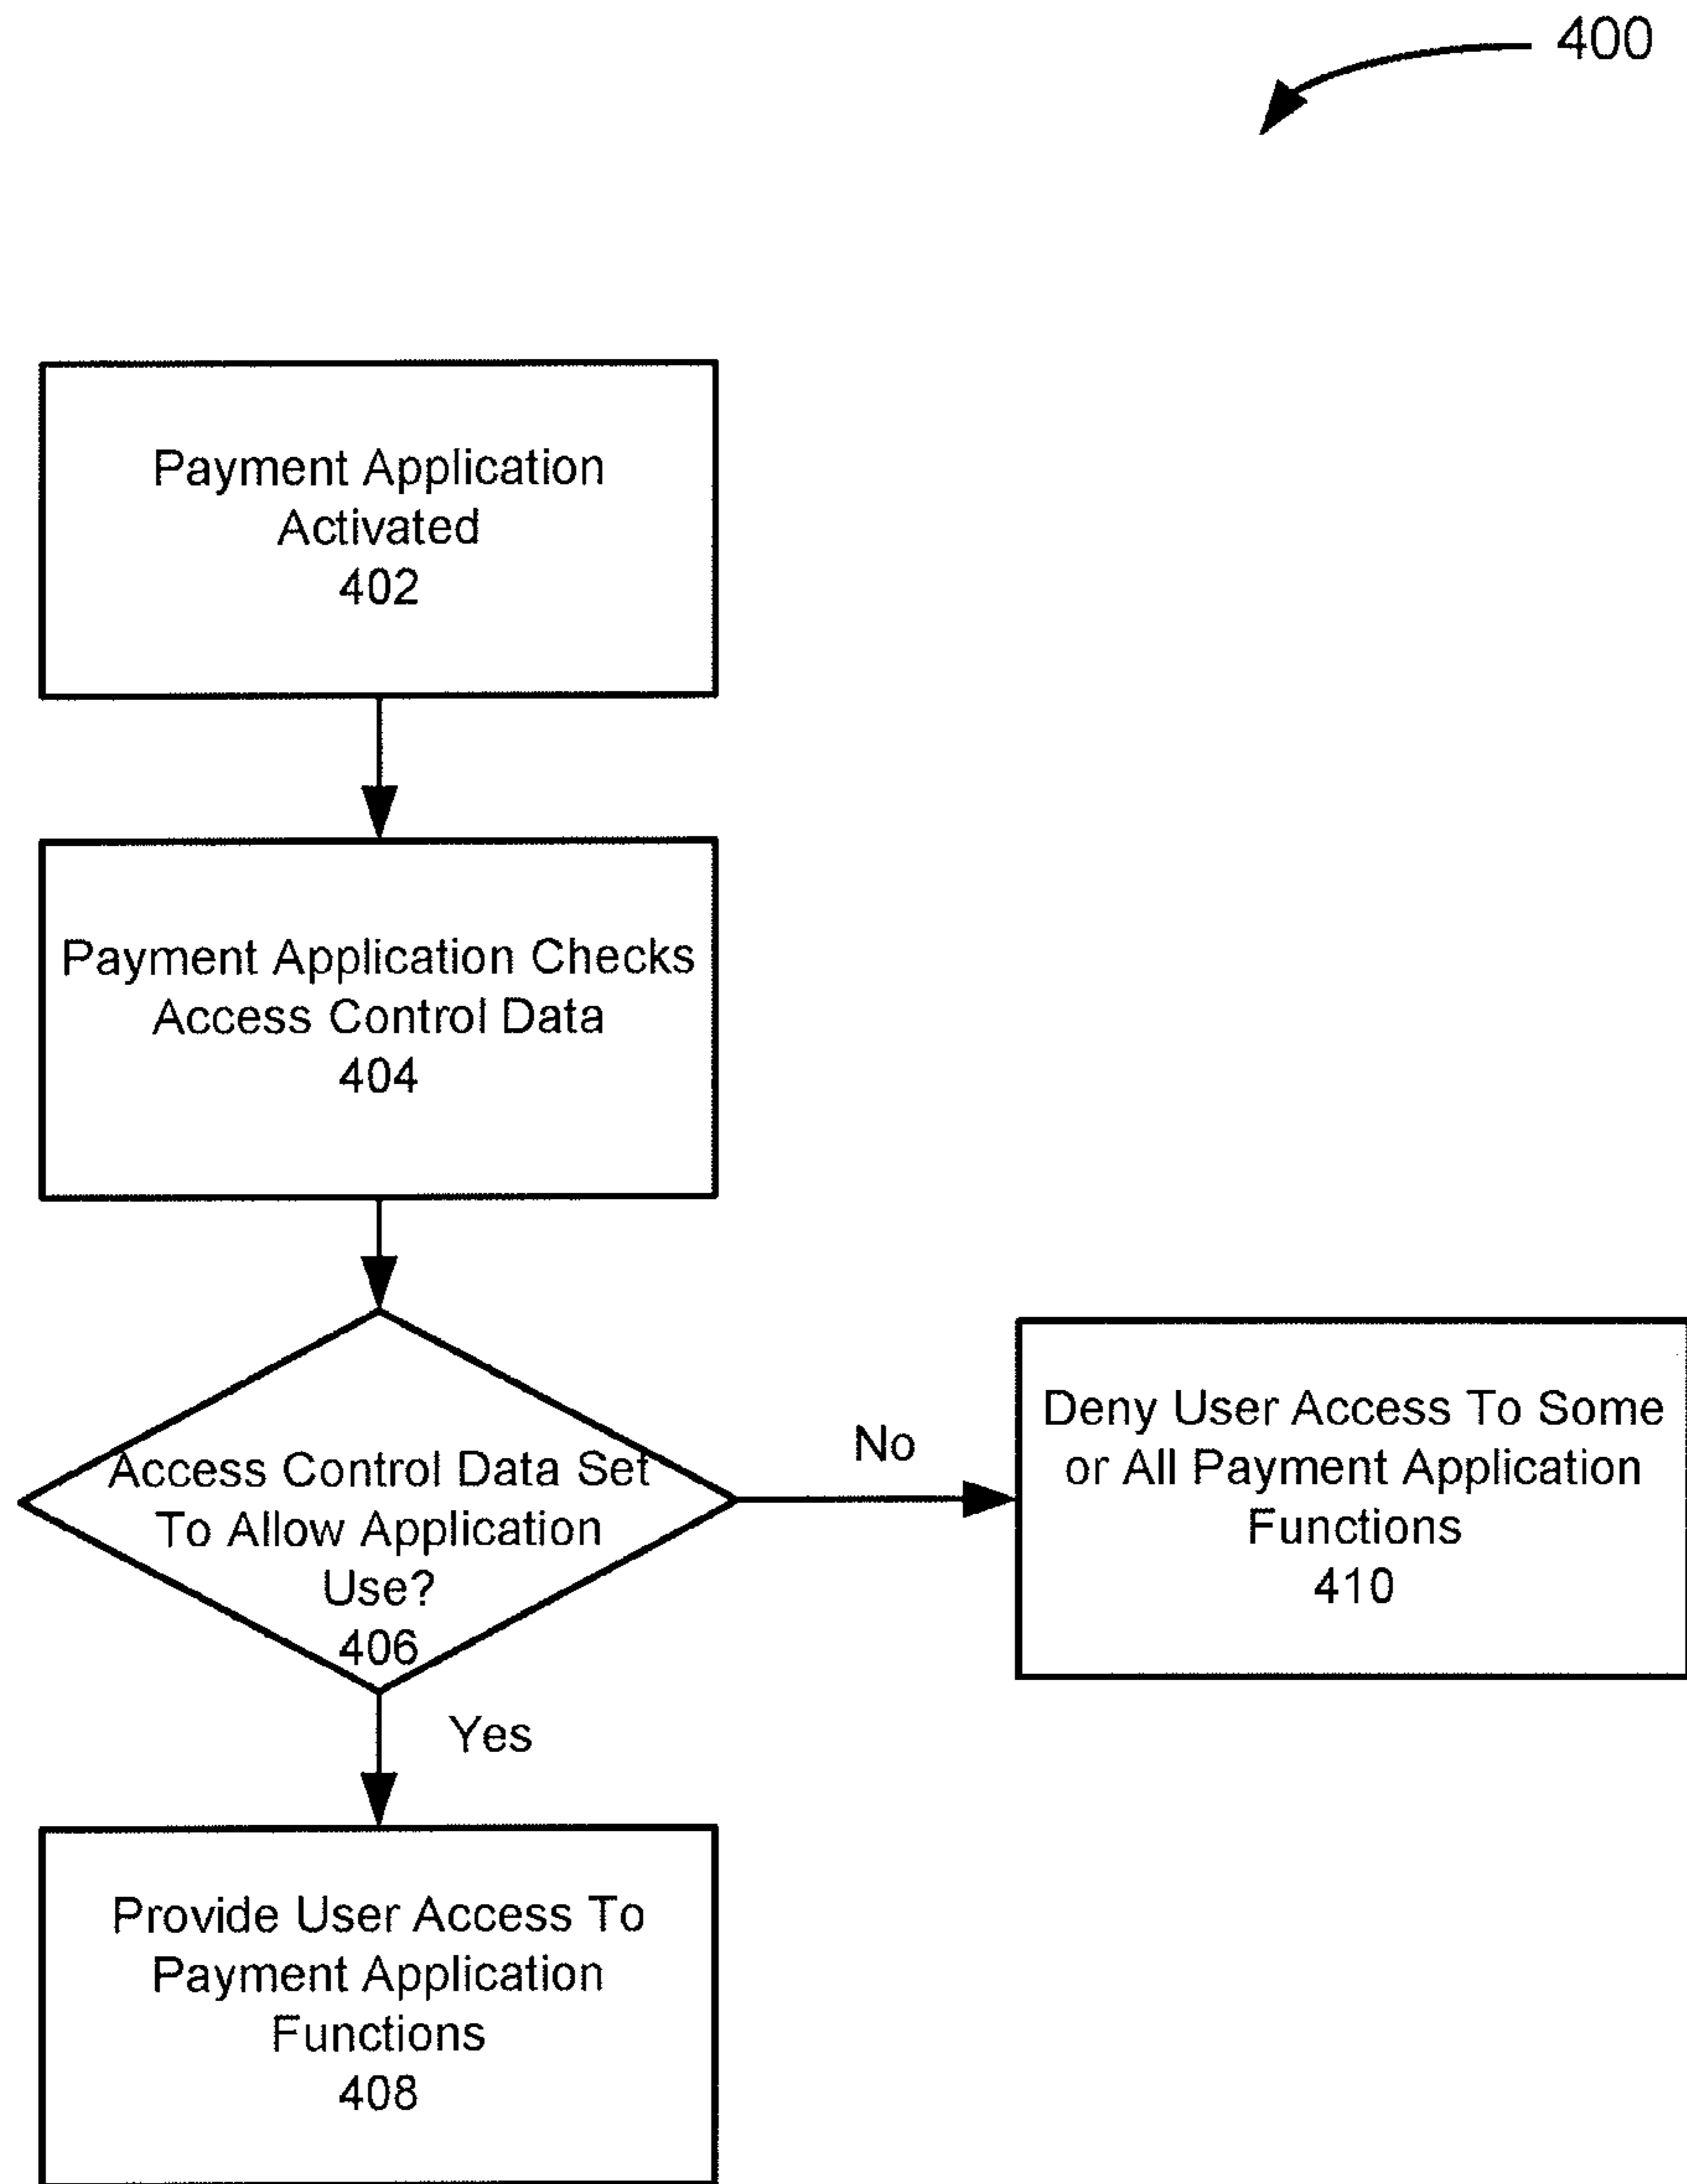 400
Payment Application
Activated
402
Payment Application Checks
Access Control Data
404
Access Control Data Set
To Allow Application
Use?
406
No
Deny User Access To Some
or All Payment Application
Functions
410
Yes
Provide User Access To
Payment Application
Functions
408